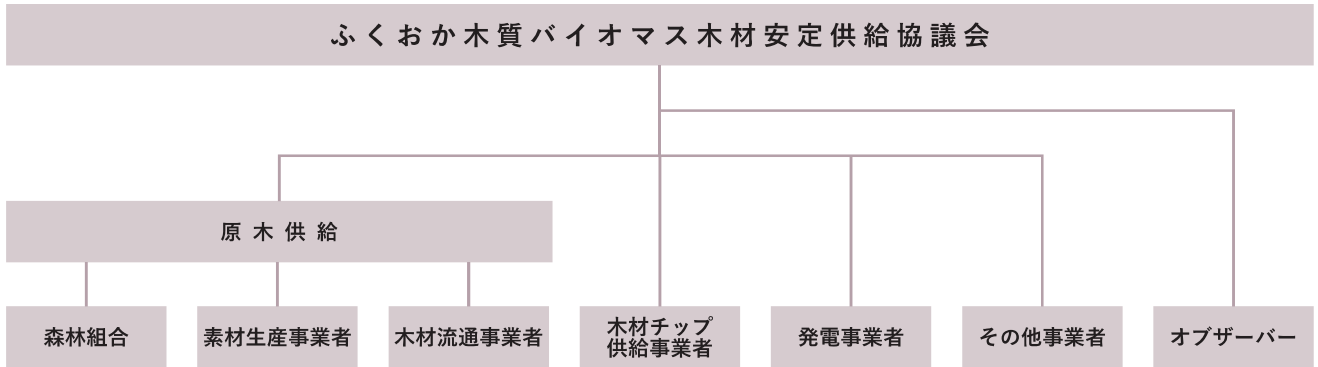 ふくおか木質バイオマス木材安定供給協議会
原木供給
森林組合
素材生産事業者
木材流通事業者
木材チップ
供給事業者
発電事業者
その他事業者
オブザーバー